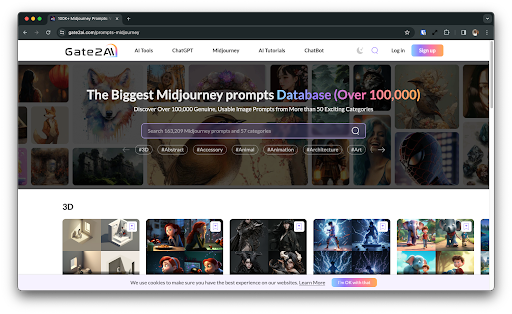 100K+ Midjourney Prompts
gate2ai.com/prompts-midjourney
Gate2AI
AI Tools
ChatGPT
Midjourney
AI Tutorials
ChatBot
Log in
Sign up
The Biggest Midjourney prompts Database (Over 100,000)
Discover Over 100,000 Genuins, Usable Image Prompts from More than 50 Exciting Categories
Search 163,209 Midjourney prompts and 57 categories
#3D
#Abstract
#Accessory
#Animal
#Animation
#Architecture
#Art
3D
We use cookies to make sure you have the best experience on our websites. Learn More
I'm OK with that